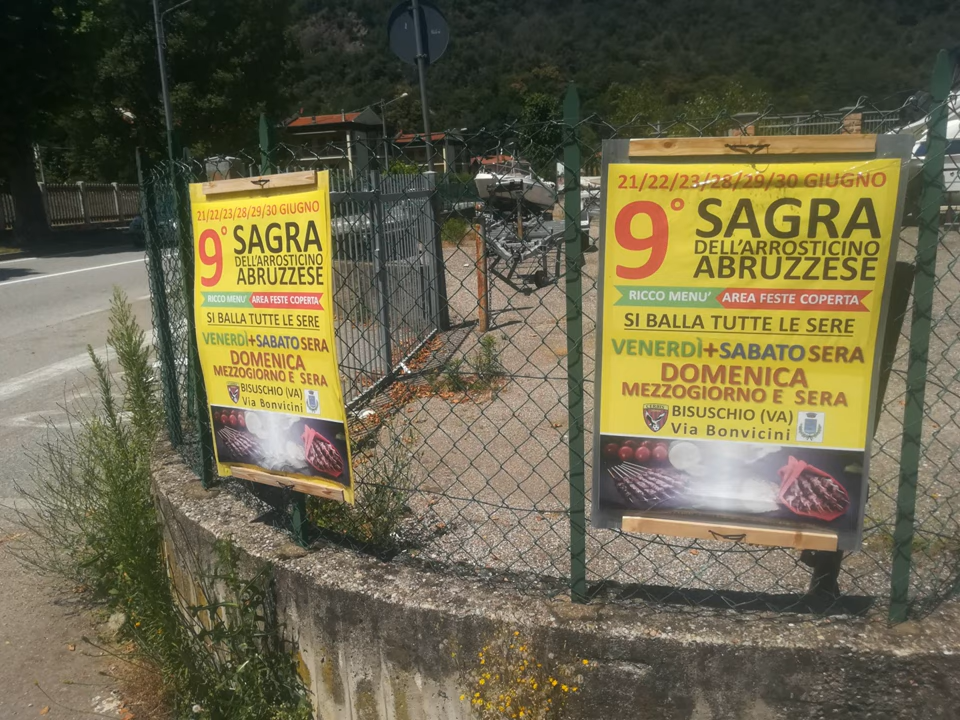 21/22/23/28/29/30 GIUGNO
9° SAGRA
DELL'ARROSTICINO
ABRUZZESE
RICCO MENU' AREA FESTE COPERTA
SI BALLA TUTTE LE SERE
VENERDÌ+SABATO SERA
DOMENICA
MEZZOGIORNO E SERA
BISUSCHIO (VA)
Via Bonvicini
21/22/23/28/29/30 GIUGNO
9° SAGRA
DELL'ARROSTICINO
ABRUZZESE
RICCO MENU' AREA FESTE COPERTA
SI BALLA TUTTE LE SERE
VENERDÌ+SABATO SERA
DOMENICA
MEZZOGIORNO E SERA
BISUSCHIO (VA)
Via Bonvicini